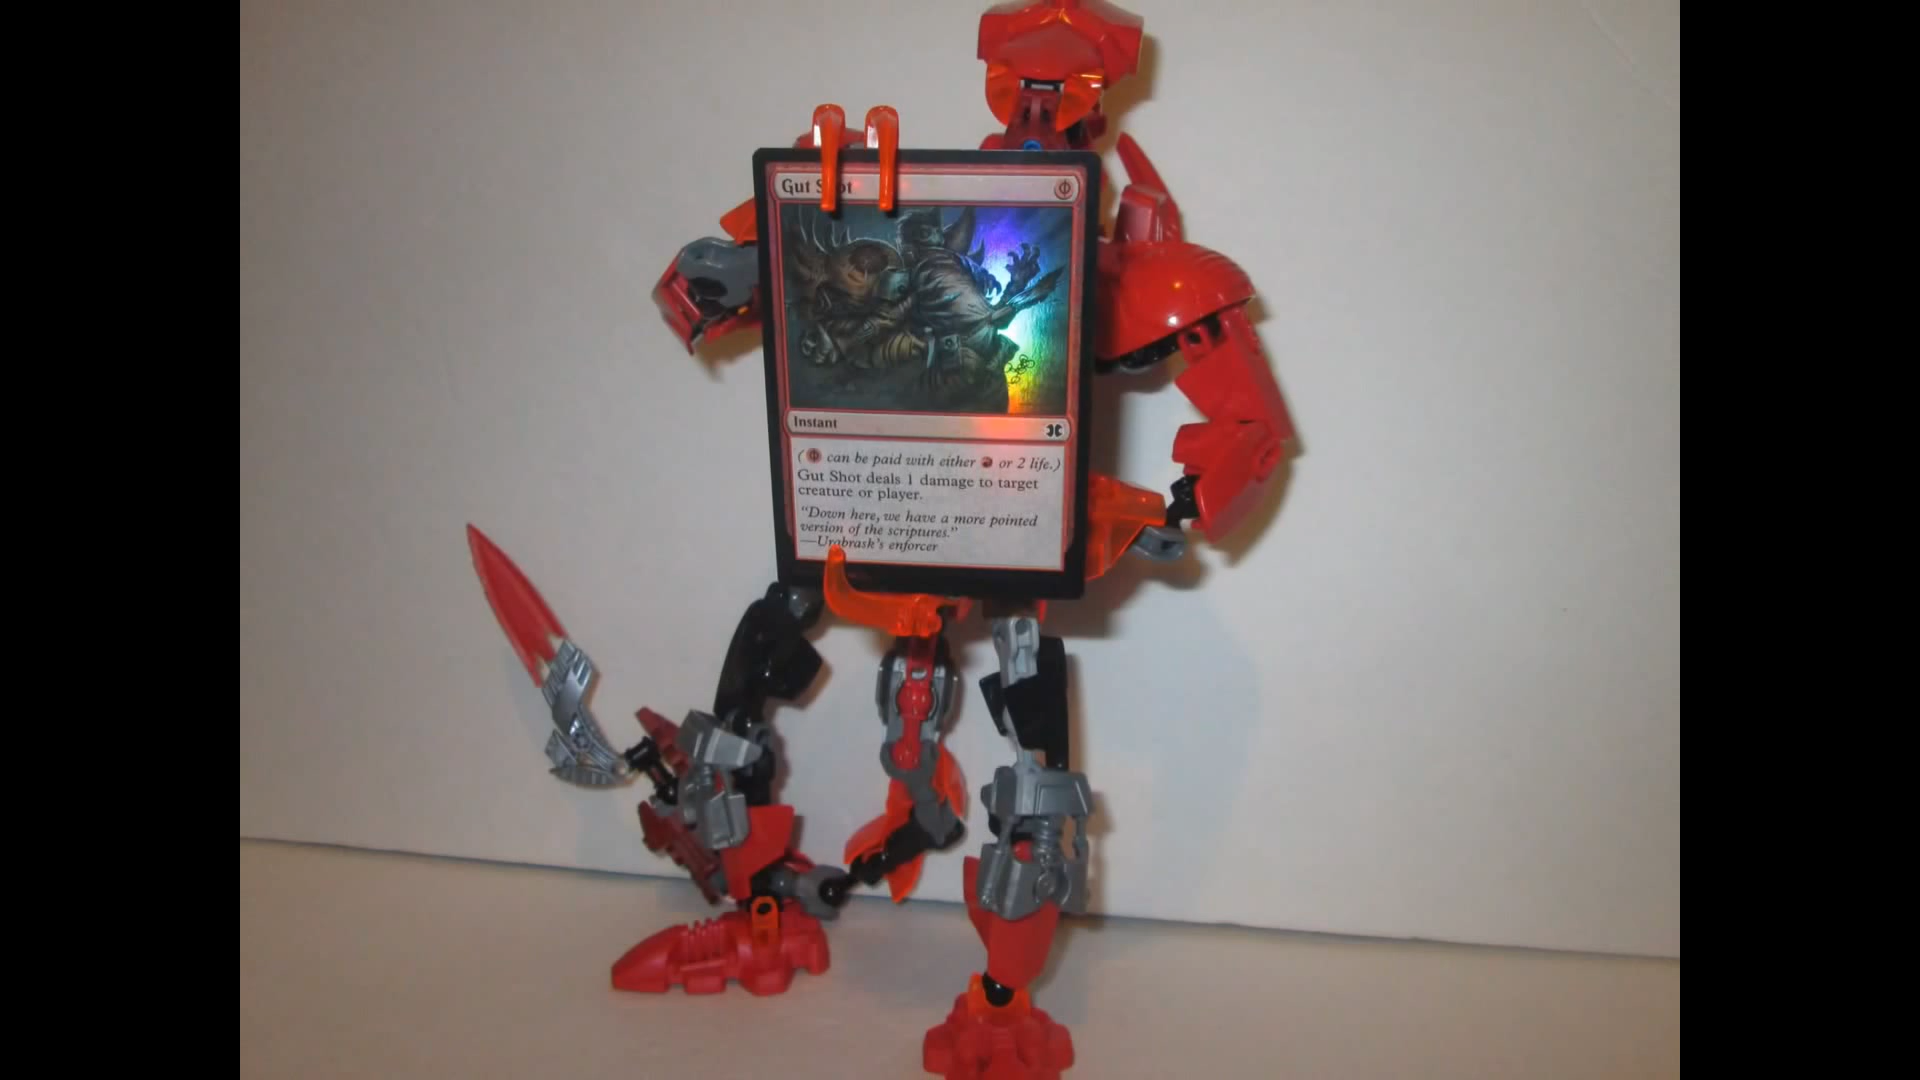 Gut Shot
Instant
( can be paid with either or 2 life.)
Gut Shot deals 1 damage to target
creature or player.
"Down here, we have a more pointed
version of the scriptures."
—Urabrask's enforcer